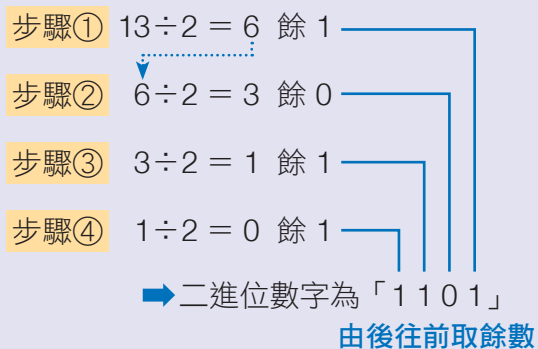 步驟① 13÷2＝6 餘 1
步驟② 6÷2＝3 餘 0
步驟③ 3÷2＝1 餘 1
步驟④ 1÷2＝0 餘 1
➡二進位數字為「1101」
由後往前取餘數